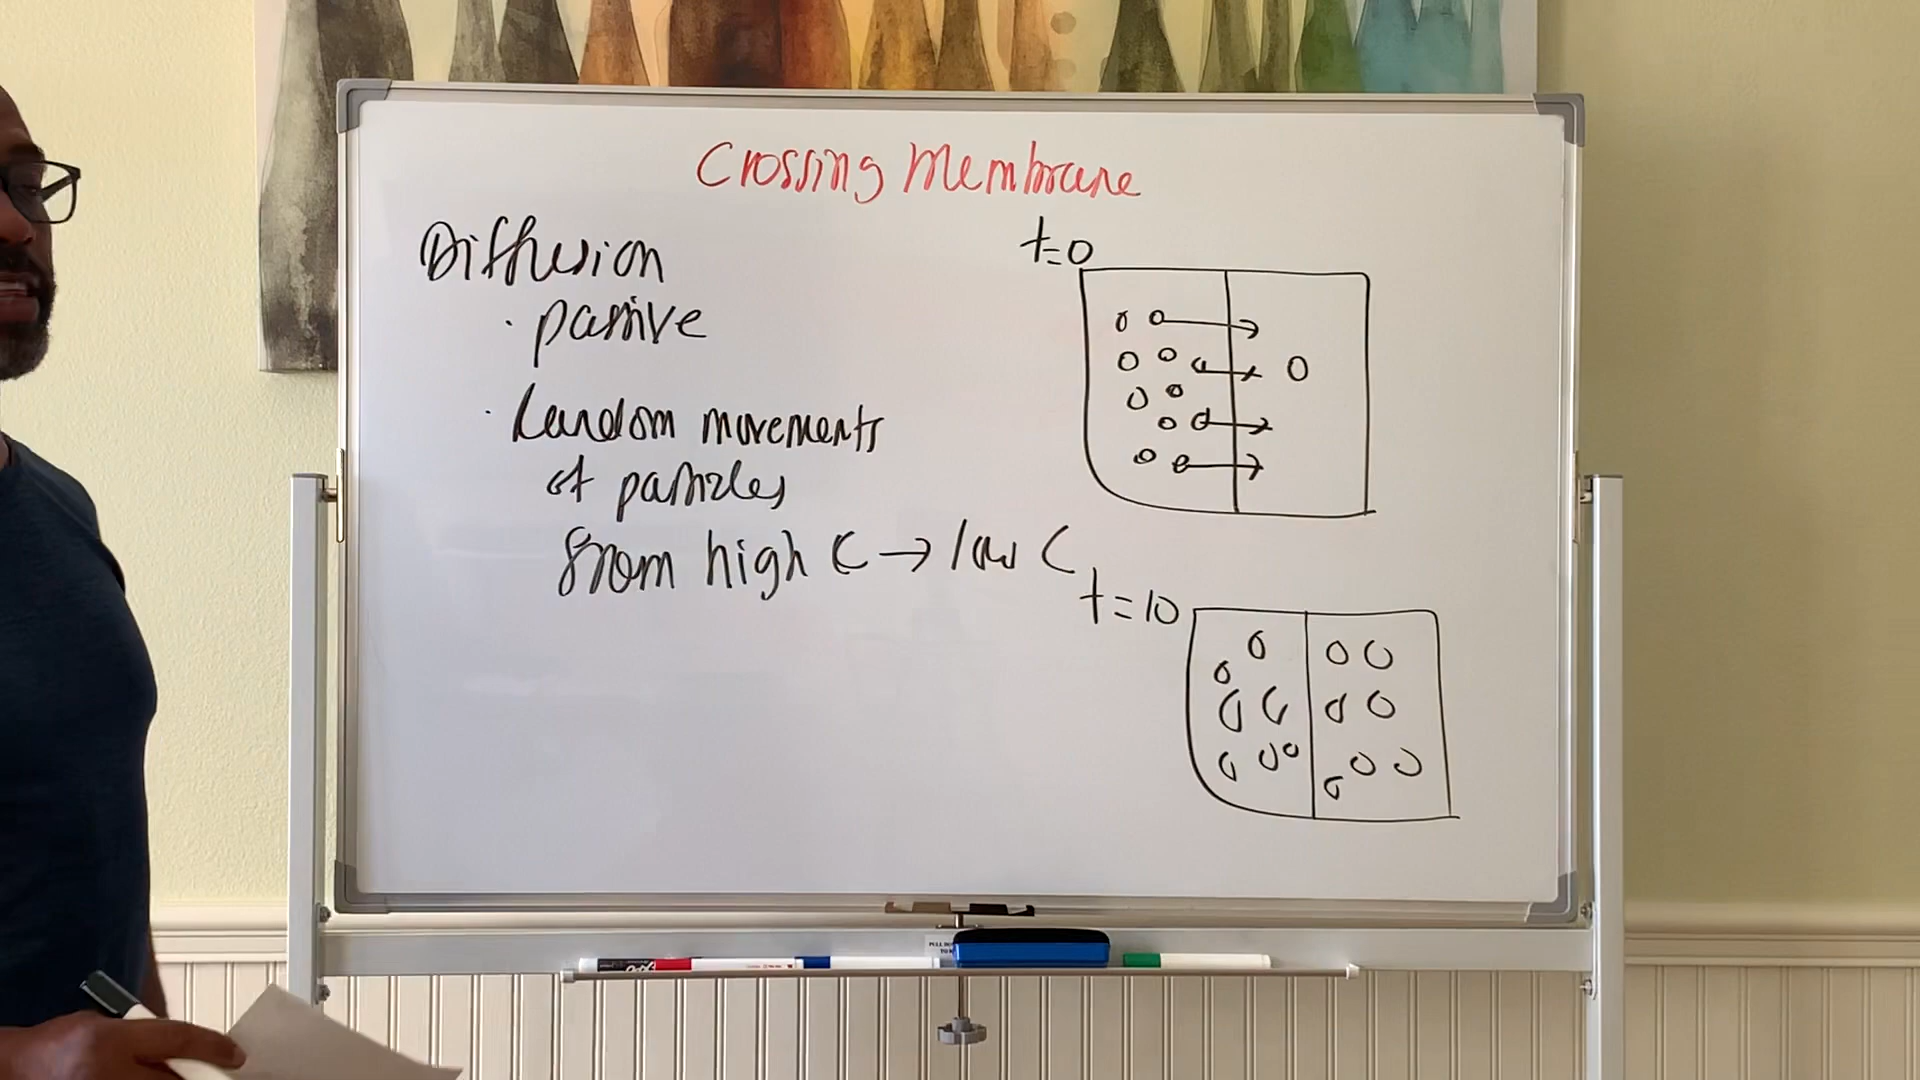 Crossing Membrane
Diffusion
· passive
· Random movements
of particles
from high C → low C
t=0
t=10